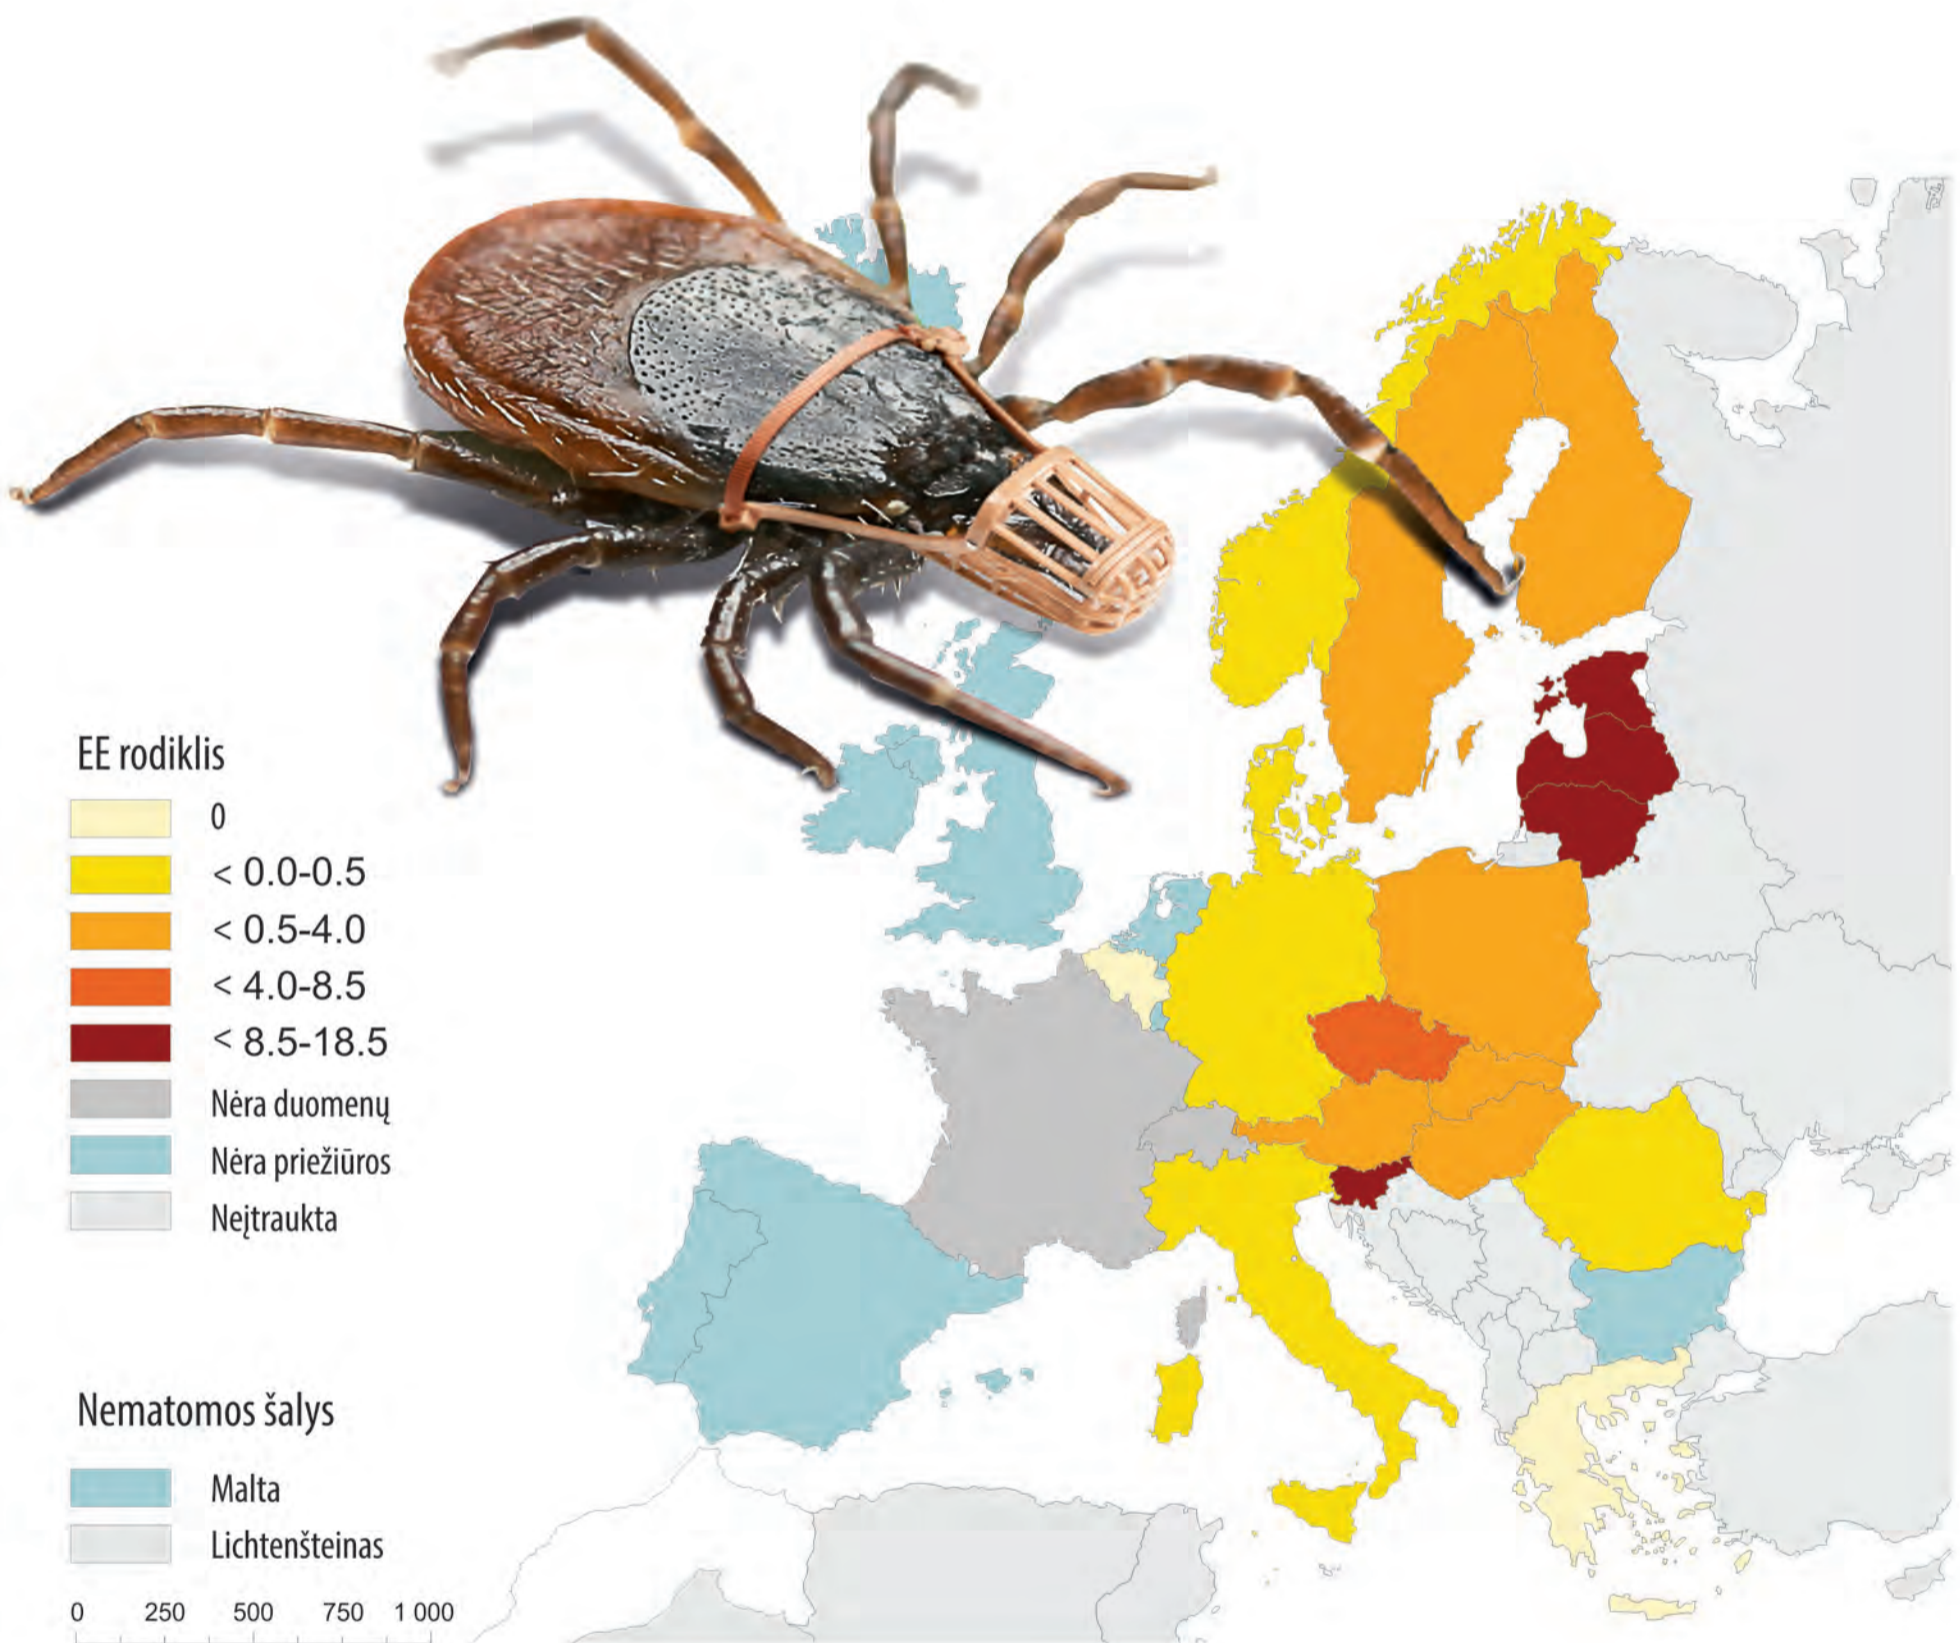 EE rodiklis
0
< 0.0-0.5
< 0.5-4.0
< 4.0-8.5
< 8.5-18.5
Nėra duomenų
Nėra priežiūros
Neįtraukta
Nematomos šalys
Malta
Lichtenšteinas
0 250 500 750 1 000